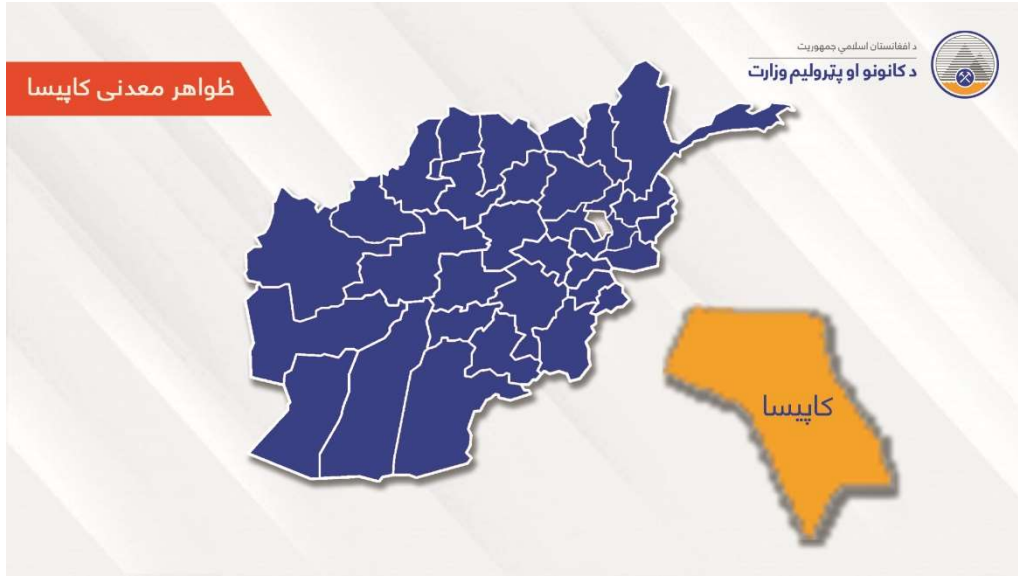 د افغانستان اسلامي جمهوریت
د کانونو او پټرولیم وزارت
ظواهر معدنی کاپیسا
کاپیسا